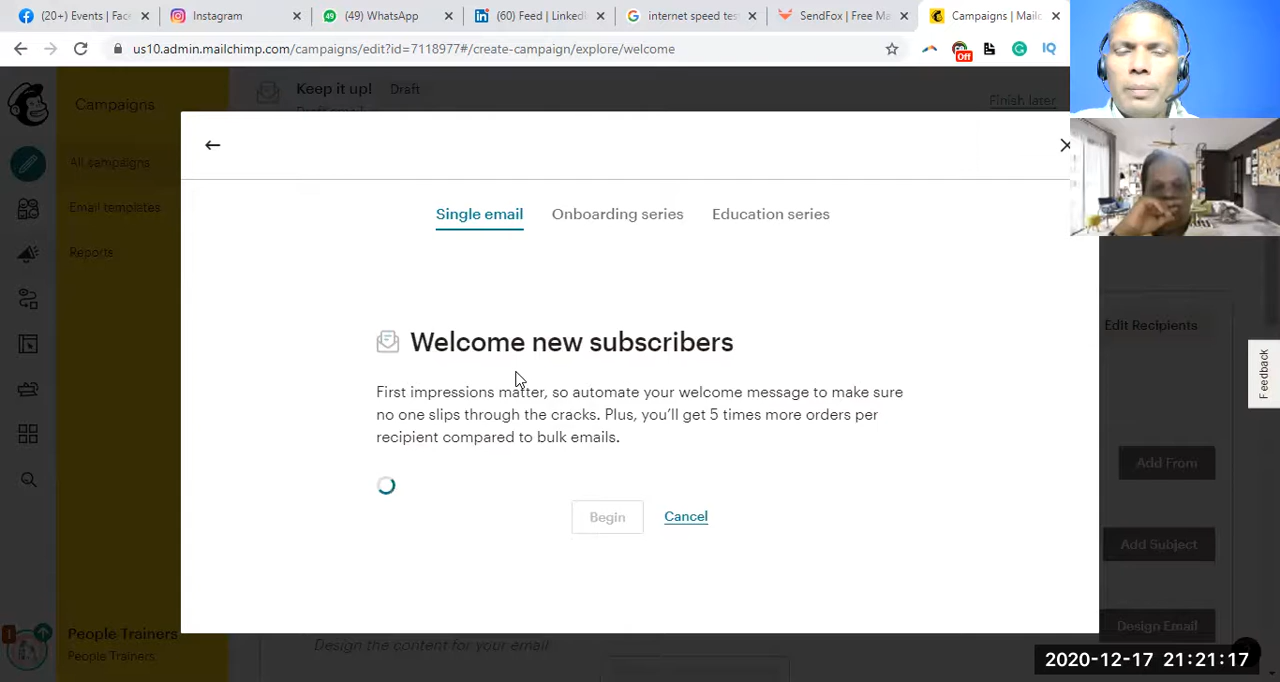 (20+) Events | Fac
Instagram
(49) WhatsApp
(60) Feed | Linked
internet speed tes
SendFox | Free Ma
Campaigns | Mailc
us10.admin.mailchimp.com/campaigns/edit?id=7118977#/create-campaign/explore/welcome
Off
IQ
Campaigns
Keep it up! Draft
Finish later
All campaigns
Email templates
Reports
Single email
Onboarding series
Education series
Edit Recipients
Welcome new subscribers
Feedback
First impressions matter, so automate your welcome message to make sure
no one slips through the cracks. Plus, you'll get 5 times more orders per
recipient compared to bulk emails.
Add From
Begin
Cancel
Add Subject
Design Email
People Trainers
People Trainers
Design the content for your email
2020-12-17 21:21:17